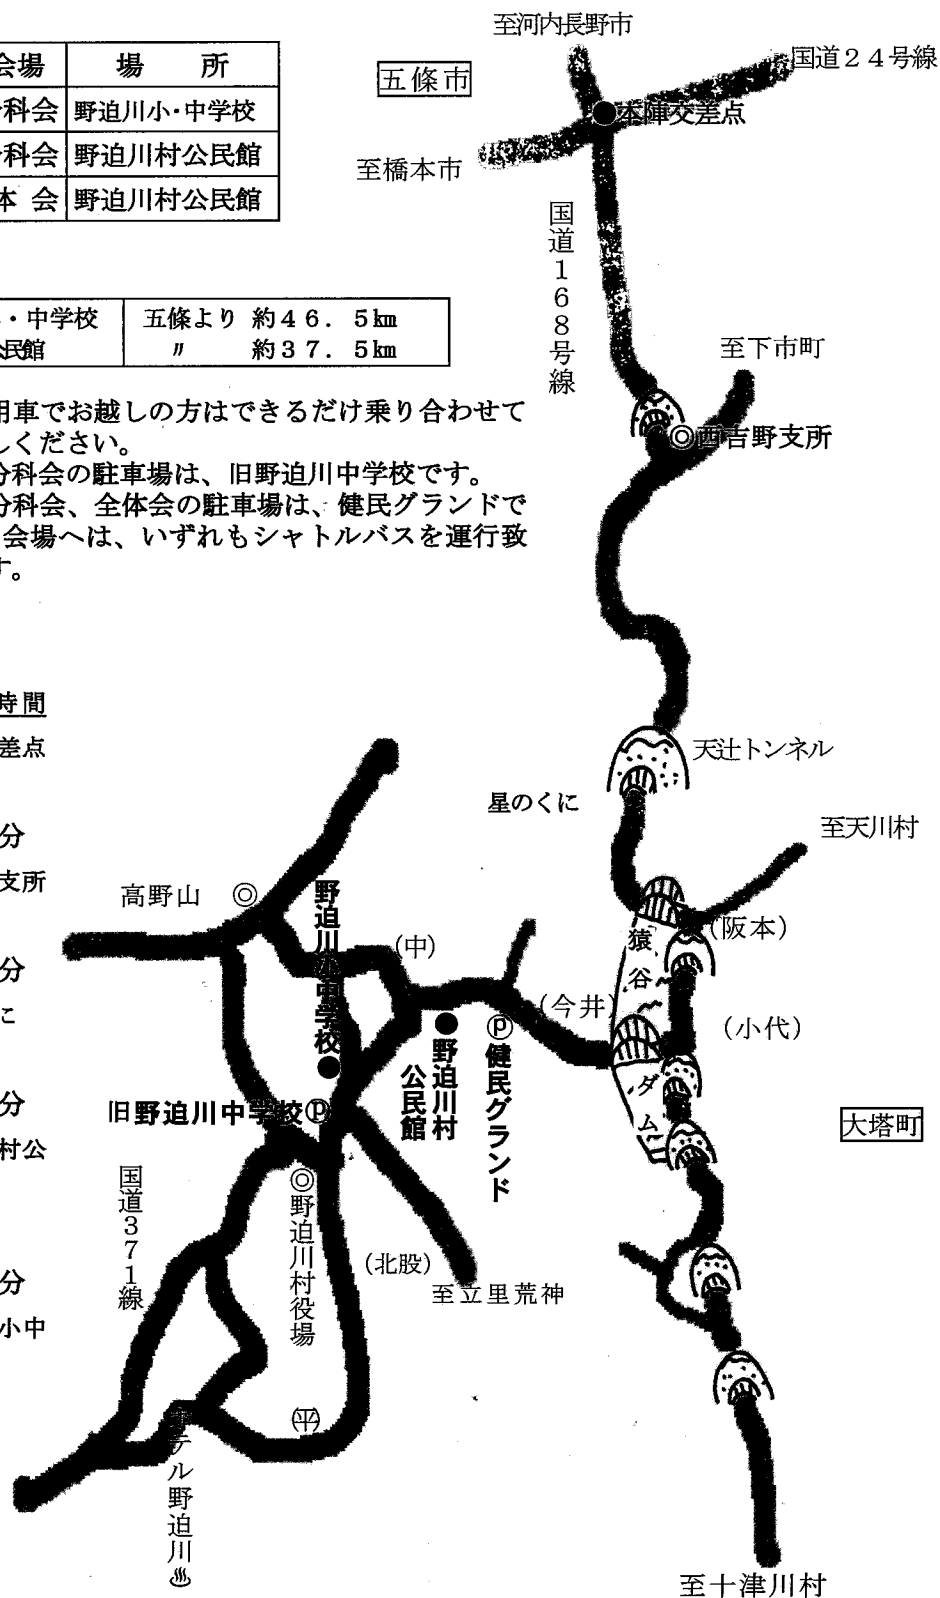 会場 場 所
科会 野迫川小・中学校
科会 野迫川村公民館
体 会 野迫川村公民館
・中学校 五條より 約46．5㎞
民館 〃 約37．5㎞
用車でお越しの方はできるだけ乗り合わせて
しください。
分科会の駐車場は、旧野迫川中学校です。
分科会、全体会の駐車場は、健民グランドで
会場へは、いずれもシャトルバスを運行致
す。
時間
差点
分
支所
分
に
分
村公
分
小中
至河内長野市
国道24号線
五條市
本陣交差点
至橋本市
国道168号線
至下市町
西吉野支所
天辻トンネル
星のくに
至天川村
高野山 ◎
野迫川小中学校
(中)
(阪本)
猿谷ダム
(今井)
(小代)
ⓟ健民グランド
野迫川村
公民館
旧野迫川中学校ⓟ
大塔町
国道371線
◎野迫川村役場
(北股)
至立里荒神
(平)
ホテル野迫川♨
至十津川村